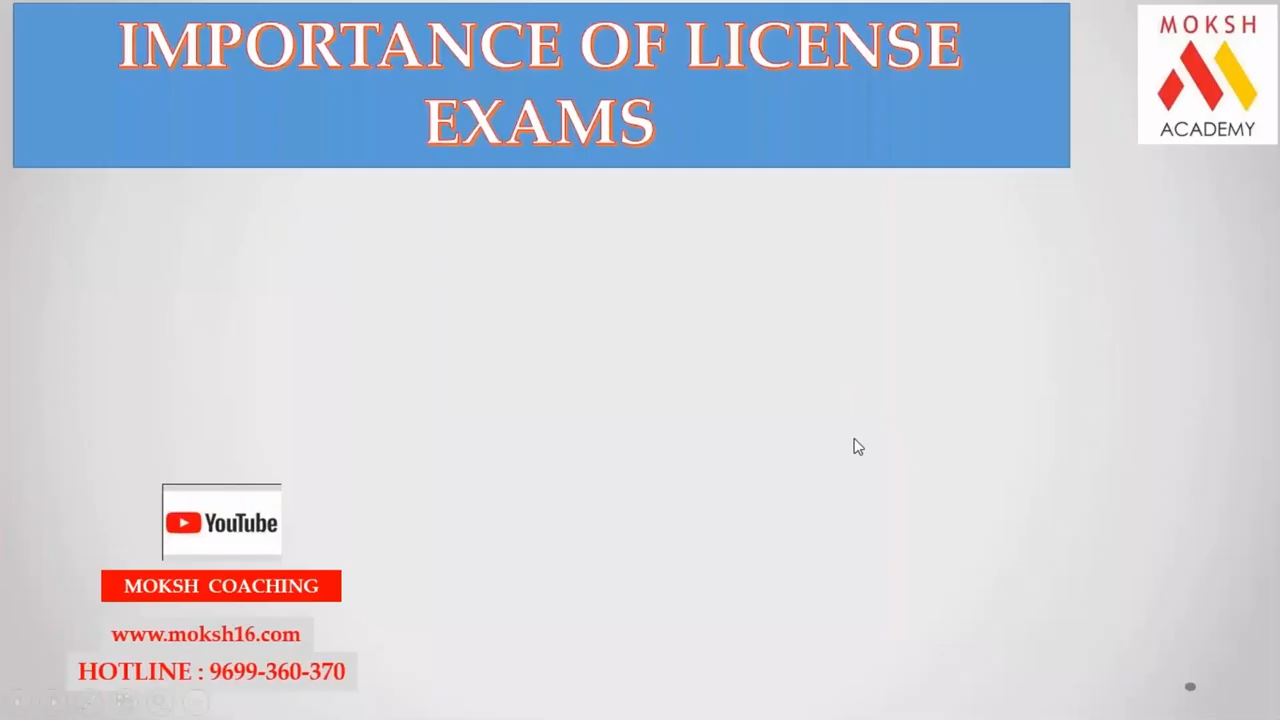 IMPORTANCE OF LICENSE
EXAMS
MOKSH
ACADEMY
YouTube
MOKSH COACHING
www.moksh16.com
HOTLINE : 9699-360-370